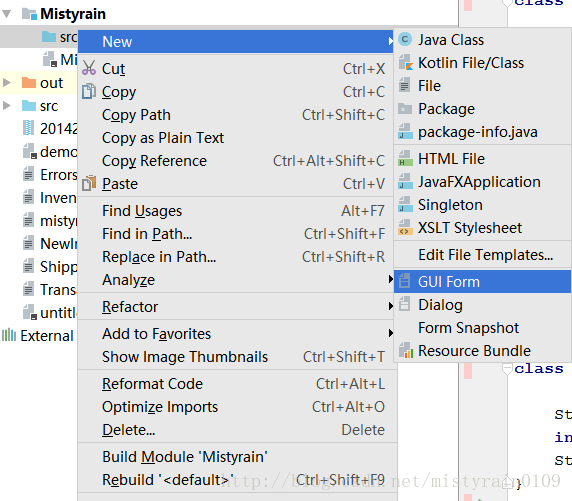 Mistyrain
src
Mis
out
src
20142
demo
Errors
Inven
mistyr
NewIn
Shipp
Transa
untitle
External
New
Cut Ctrl+X
Copy Ctrl+C
Copy Path Ctrl+Shift+C
Copy as Plain Text
Copy Reference Ctrl+Alt+Shift+C
Paste Ctrl+V
Find Usages Alt+F7
Find in Path... Ctrl+Shift+F
Replace in Path... Ctrl+Shift+R
Analyze
Refactor
Add to Favorites
Show Image Thumbnails Ctrl+Shift+T
Reformat Code Ctrl+Alt+L
Optimize Imports Ctrl+Alt+O
Delete... Delete
Build Module 'Mistyrain'
Rebuild '<default>' Ctrl+Shift+F9
Java Class
Kotlin File/Class
File
Package
package-info.java
HTML File
JavaFXApplication
Singleton
XSLT Stylesheet
Edit File Templates...
GUI Form
Dialog
Form Snapshot
Resource Bundle
class
class
St
in
St
}
http://blog.csdn.net/mistyrain0109